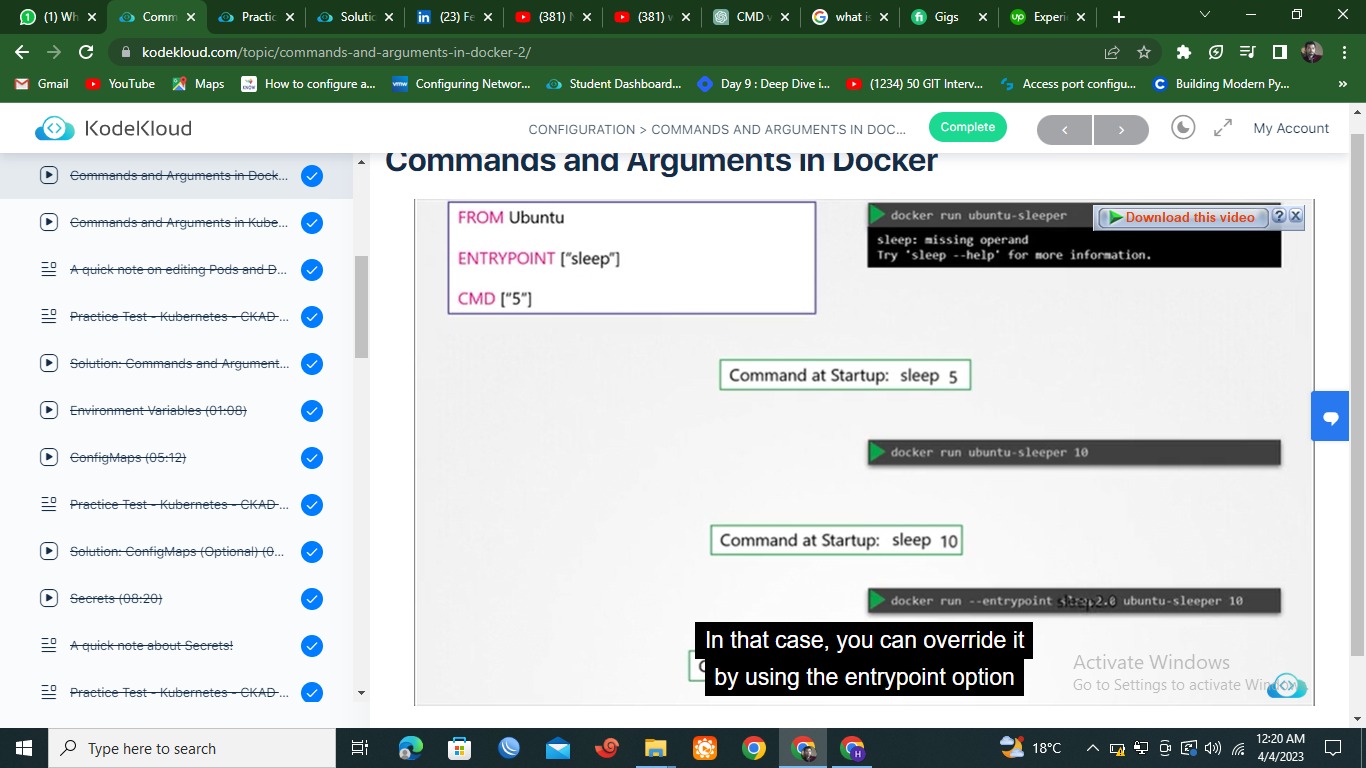 (1) Wh
Comm
Practic
Solutic
(23) Fe
(381) N
(381) v
CMD v
what is
Gigs
Experi
kodekloud.com/topic/commands-and-arguments-in-docker-2/
Gmail
YouTube
Maps
How to configure a...
Configuring Networ...
Student Dashboard...
Day 9 : Deep Dive i...
(1234) 50 GIT Interv...
Access port configu...
Building Modern Py...
»
KodeKloud
CONFIGURATION > COMMANDS AND ARGUMENTS IN DOC...
Complete
My Account
Commands and Arguments in Dock...
Commands and Arguments in Kube...
A quick note on editing Pods and D...
Practice Test - Kubernetes - CKAD ...
Solution: Commands and Argument...
Environment Variables (01:08)
ConfigMaps (05:12)
Practice Test - Kubernetes - CKAD ...
Solution: ConfigMaps (Optional) (0...
Secrets (08:20)
A quick note about Secrets!
Practice Test - Kubernetes - CKAD ...
Commands and Arguments in Docker
FROM Ubuntu
ENTRYPOINT ["sleep"]
CMD ["5"]
docker run ubuntu-sleeper
Download this video
sleep: missing operand
Try 'sleep --help' for more information.
Command at Startup: sleep 5
docker run ubuntu-sleeper 10
Command at Startup: sleep 10
docker run --entrypoint sleep2.0 ubuntu-sleeper 10
In that case, you can override it
by using the entrypoint option
Activate Windows
Go to Settings to activate Windows.
Type here to search
18°C
12:20 AM
4/4/2023